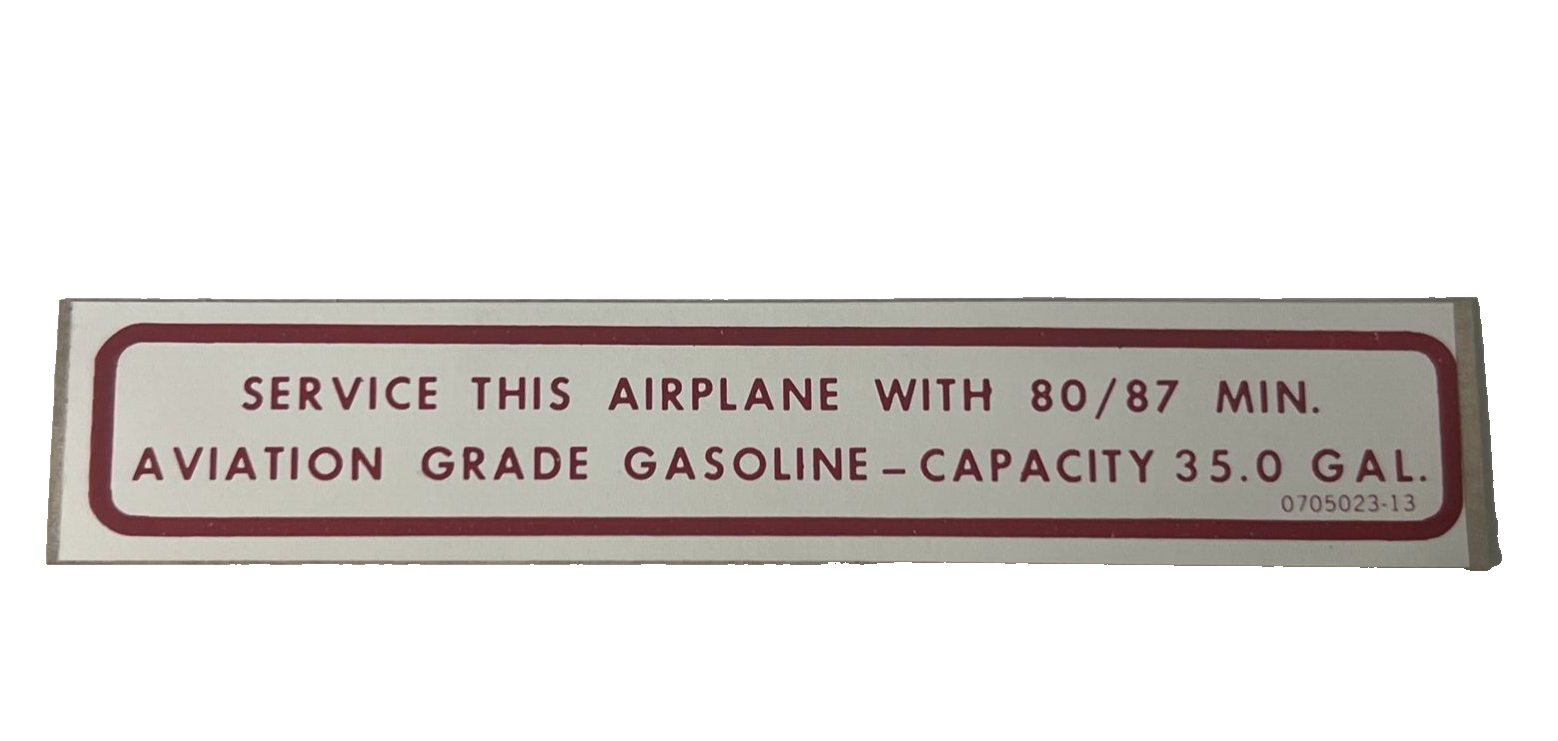 SERVICE THIS AIRPLANE WITH 80/87 MIN.
AVIATION GRADE GASOLINE – CAPACITY 35.0 GAL.
0705023-13